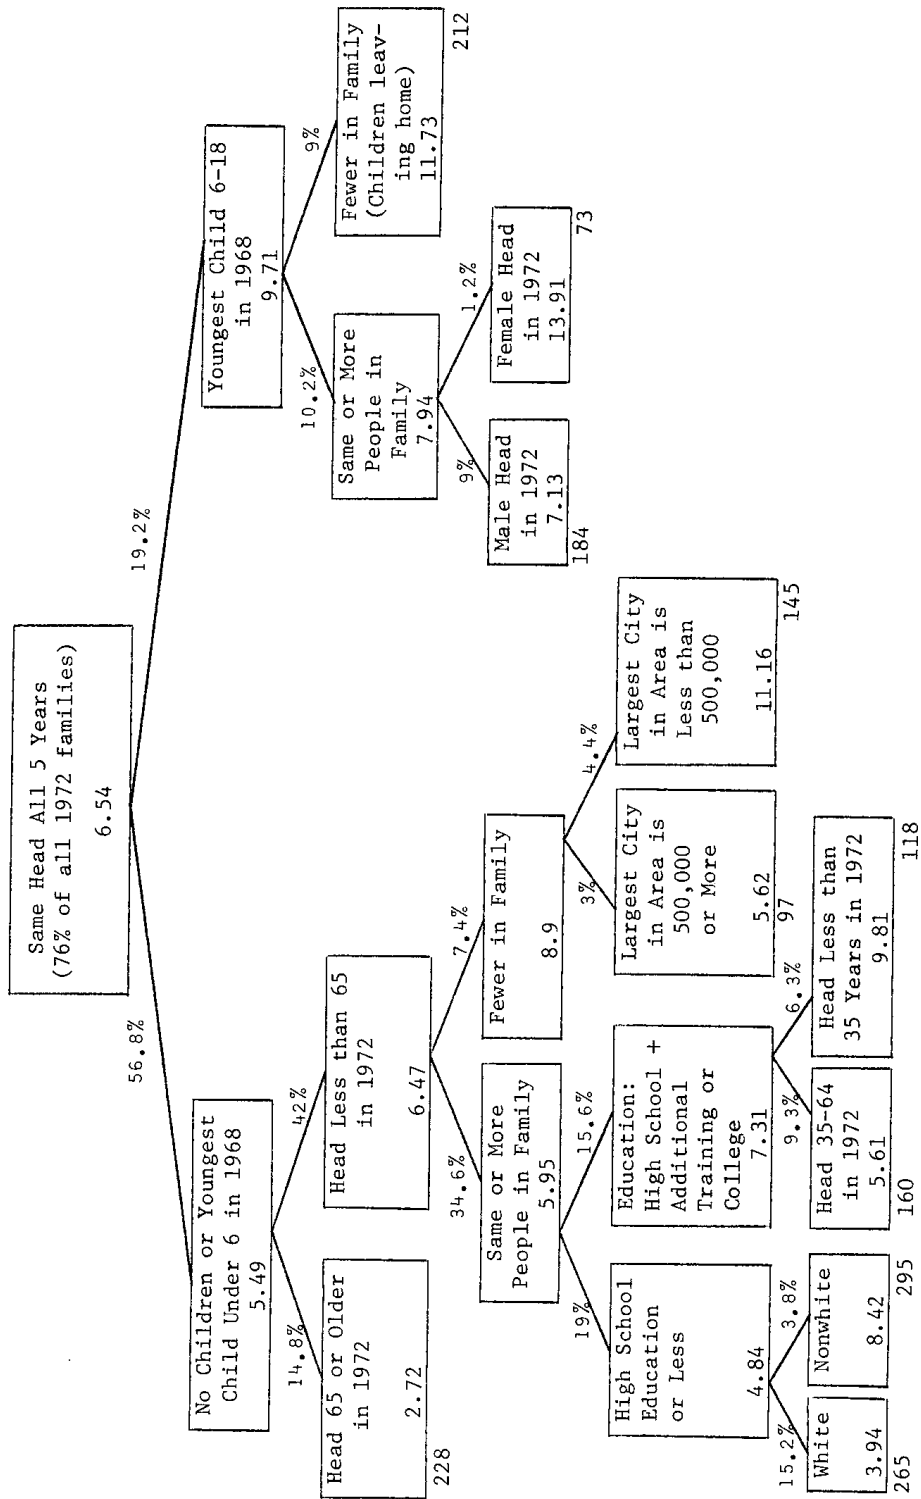 Same Head All 5 Years
(76% of all 1972 families)
6.54
56.8%
19.2%
No Children or Youngest
Child Under 6 in 1968
5.49
Youngest Child 6-18
in 1968
9.71
14.8%
42%
10.2%
9%
Head 65 or Older
in 1972
2.72
228
Head Less than 65
in 1972
6.47
Same or More
People in
Family
7.94
Fewer in Family
(Children leav-
ing home)
11.73
212
34.6%
7.4%
9%
1.2%
Same or More
People in Family
5.95
Fewer in Family
8.9
Male Head
in 1972
7.13
184
Female Head
in 1972
13.91
73
19%
15.6%
3%
4.4%
High School
Education
or Less
4.84
Education:
High School +
Additional
Training or
College
7.31
Largest City
in Area is
500,000
or More
5.62
97
Largest City
in Area is
Less than
500,000
11.16
145
15.2%
3.8%
9.3%
6.3%
White
3.94
265
Nonwhite
8.42
295
Head 35-64
in 1972
5.61
160
Head Less than
35 Years in 1972
9.81
118